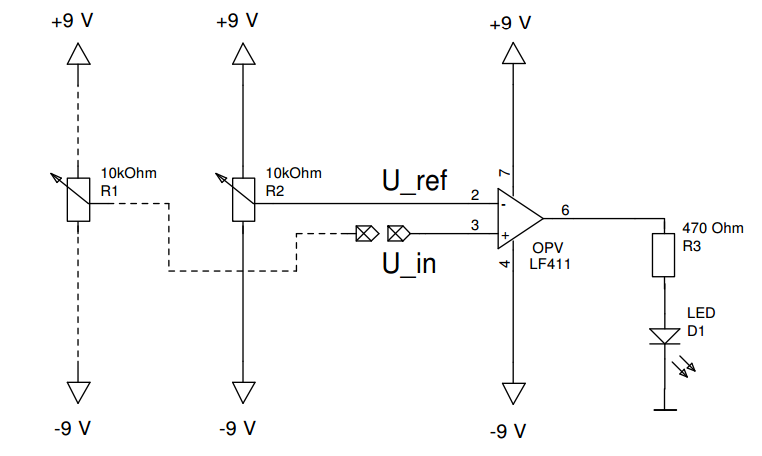 +9 V
+9 V
+9 V
10kOhm
R1
10kOhm
R2
U_ref
2
7
-
6
3
+
U_in
4
OPV
LF411
470 Ohm
R3
LED
D1
-9 V
-9 V
-9 V